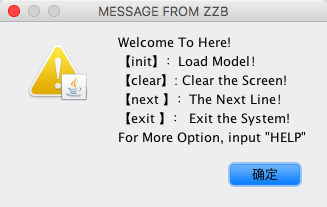 MESSAGE FROM ZZB
Welcome To Here!
【init】: Load Model!
【clear】: Clear the Screen!
【next 】: The Next Line!
【exit 】:  Exit the System!
For More Option, input "HELP"
确定